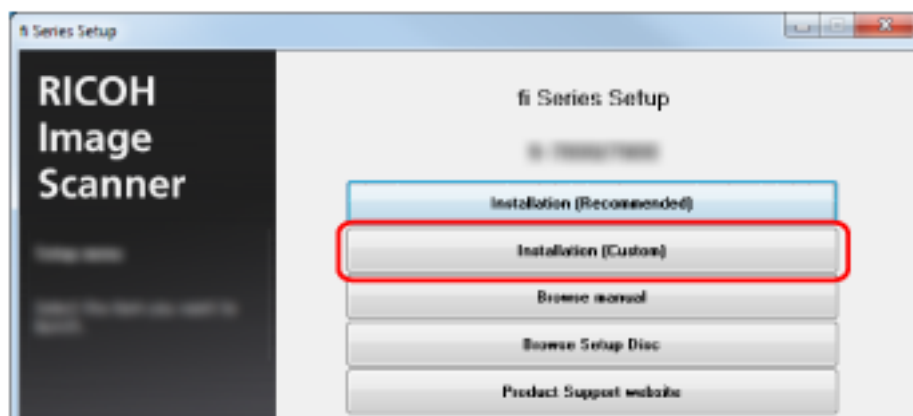 fi Series Setup
RICOH
Image
Scanner
fi Series Setup
Installation (Recommended)
Installation (Custom)
Browse manual
Browse Setup Disc
Product Support website